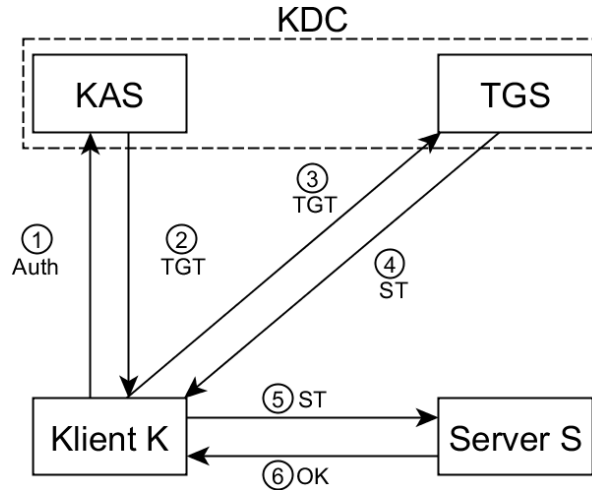 KDC
KAS
TGS
③
TGT
①
Auth
②
TGT
④
ST
⑤ ST
Klient K
Server S
⑥ OK